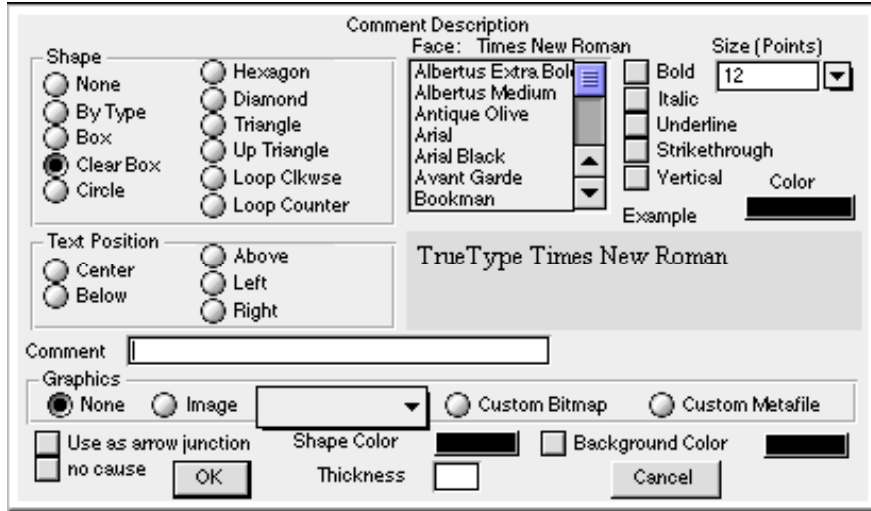 Comment Description
Shape
None
By Type
Box
Clear Box
Circle
Hexagon
Diamond
Triangle
Up Triangle
Loop Clkwse
Loop Counter
Face: Times New Roman
Albertus Extra Bol
Albertus Medium
Antique Olive
Arial
Arial Black
Avant Garde
Bookman
Bold
Italic
Underline
Strikethrough
Vertical
Size (Points)
12
Color
Example
Text Position
Center
Below
Above
Left
Right
TrueType Times New Roman
Comment
Graphics
None Image Custom Bitmap Custom Metafile
Use as arrow junction Shape Color Background Color
no cause OK Thickness Cancel